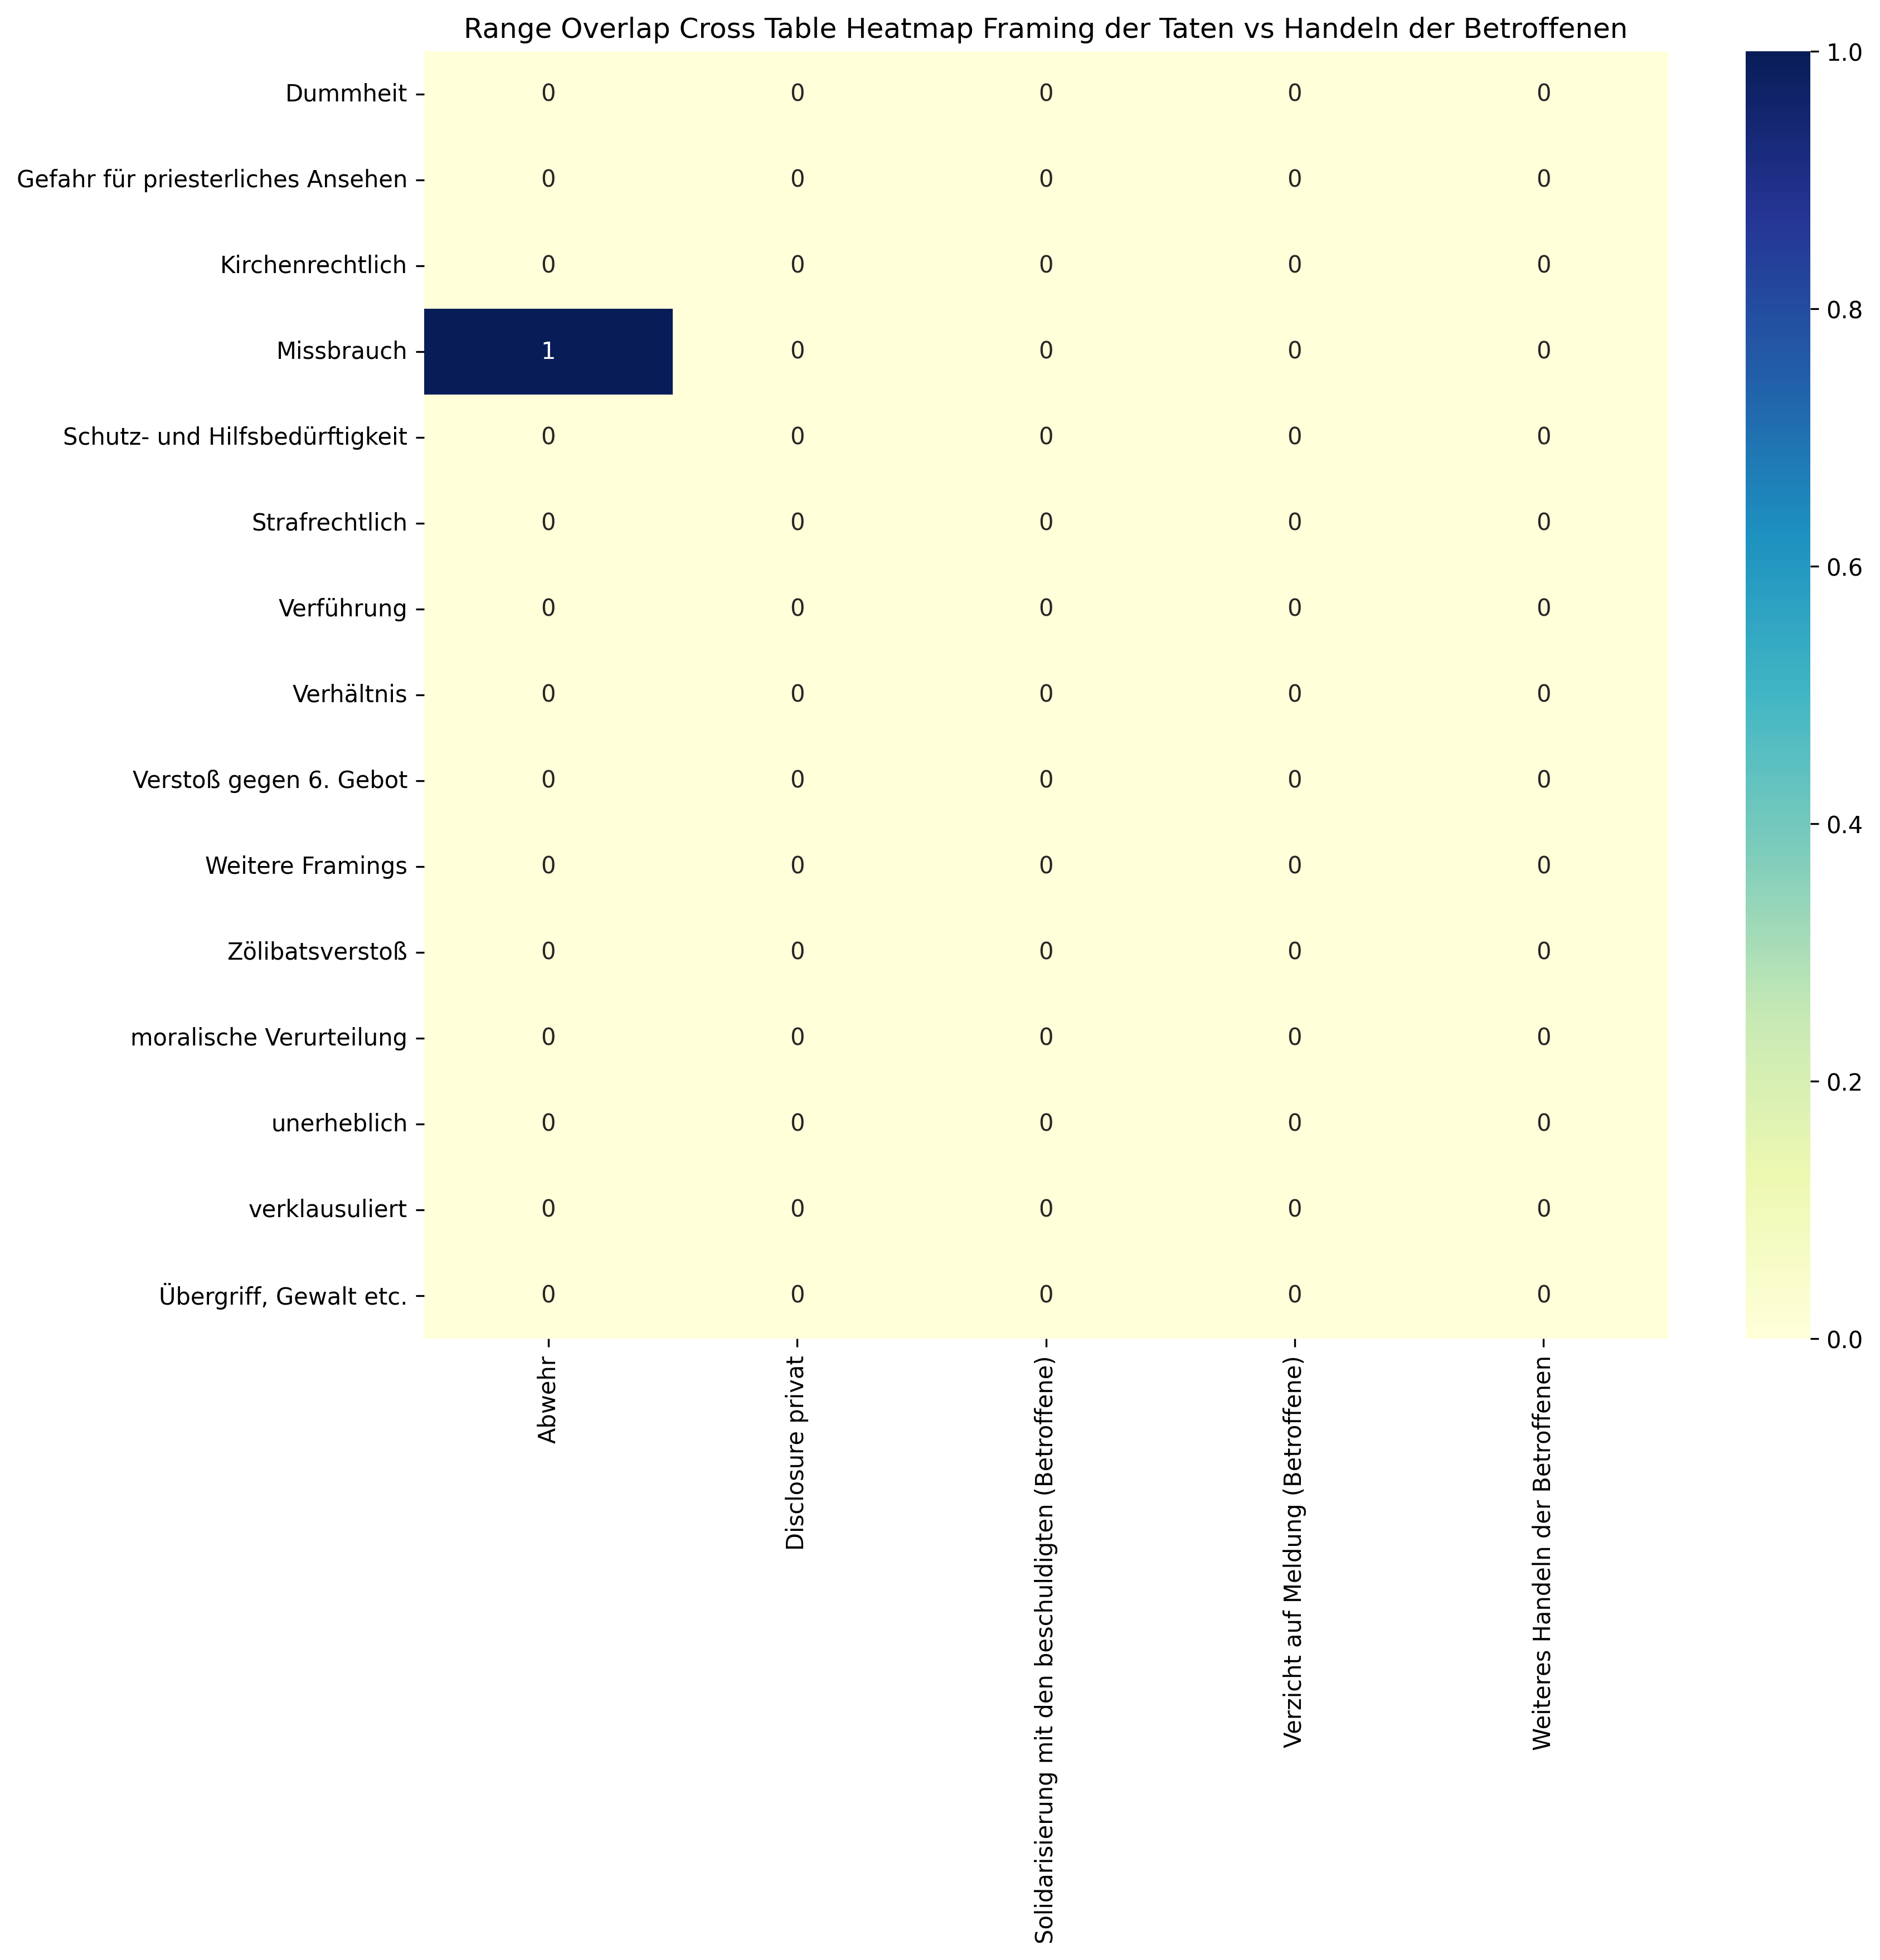 Range Overlap Cross Table Heatmap Framing der Taten vs Handeln der Betroffenen
Dummheit 0 0 0 0 0
Gefahr für priesterliches Ansehen 0 0 0 0 0
Kirchenrechtlich 0 0 0 0 0
Missbrauch 1 0 0 0 0
Schutz- und Hilfsbedürftigkeit 0 0 0 0 0
Strafrechtlich 0 0 0 0 0
Verführung 0 0 0 0 0
Verhältnis 0 0 0 0 0
Verstoß gegen 6. Gebot 0 0 0 0 0
Weitere Framings 0 0 0 0 0
Zölibatsverstoß 0 0 0 0 0
moralische Verurteilung 0 0 0 0 0
unerheblich 0 0 0 0 0
verklausuliert 0 0 0 0 0
Übergriff, Gewalt etc. 0 0 0 0 0
Abwehr
Disclosure privat
Solidarisierung mit den beschuldigten (Betroffene)
Verzicht auf Meldung (Betroffene)
Weiteres Handeln der Betroffenen
1.0
0.8
0.6
0.4
0.2
0.0